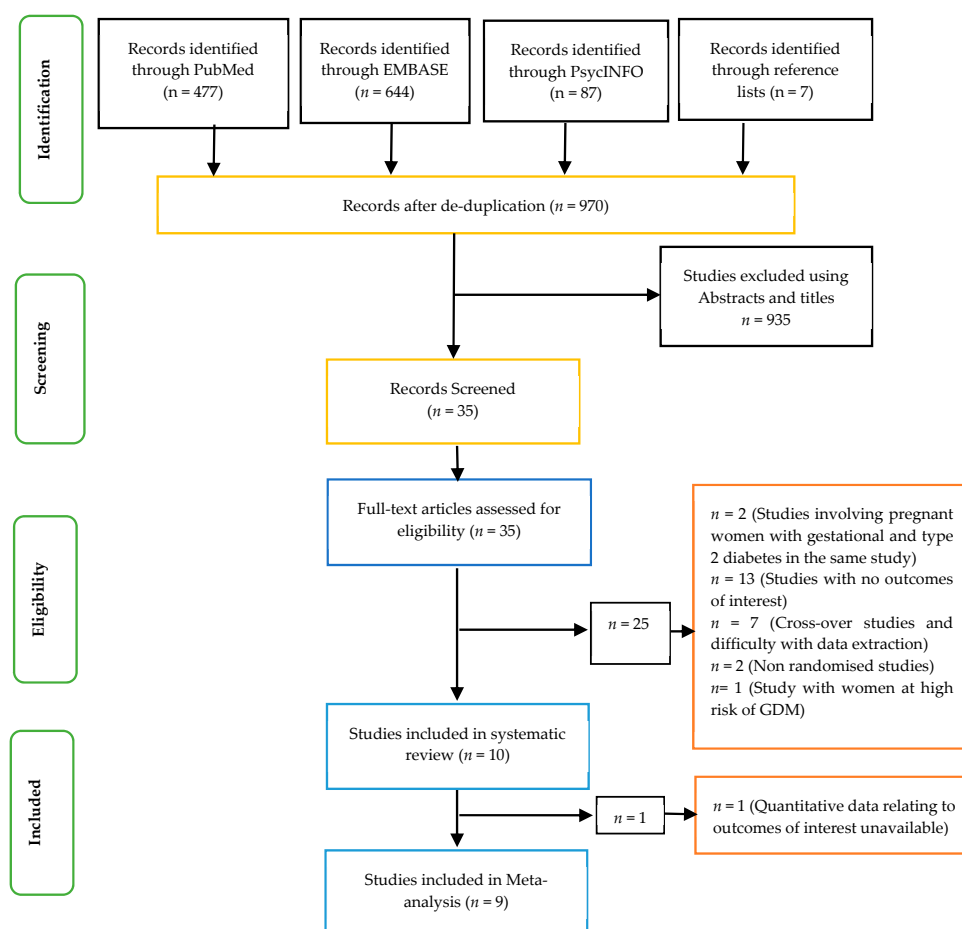 Identification
Records identified
through PubMed
(n = 477)
Records identified
through EMBASE
(n = 644)
Records identified
through PsycINFO
(n = 87)
Records identified
through reference
lists (n = 7)
Records after de-duplication (n = 970)
Screening
Studies excluded using
Abstracts and titles
n = 935
Records Screened
(n = 35)
Eligibility
Full-text articles assessed for
eligibility (n = 35)
n = 25
n = 2 (Studies involving pregnant
women with gestational and type
2 diabetes in the same study)
n = 13 (Studies with no outcomes
of interest)
n = 7 (Cross-over studies and
difficulty with data extraction)
n = 2 (Non randomised studies)
n= 1 (Study with women at high
risk of GDM)
Included
Studies included in systematic
review (n = 10)
n = 1
n = 1 (Quantitative data relating to
outcomes of interest unavailable)
Studies included in Meta-
analysis (n = 9)